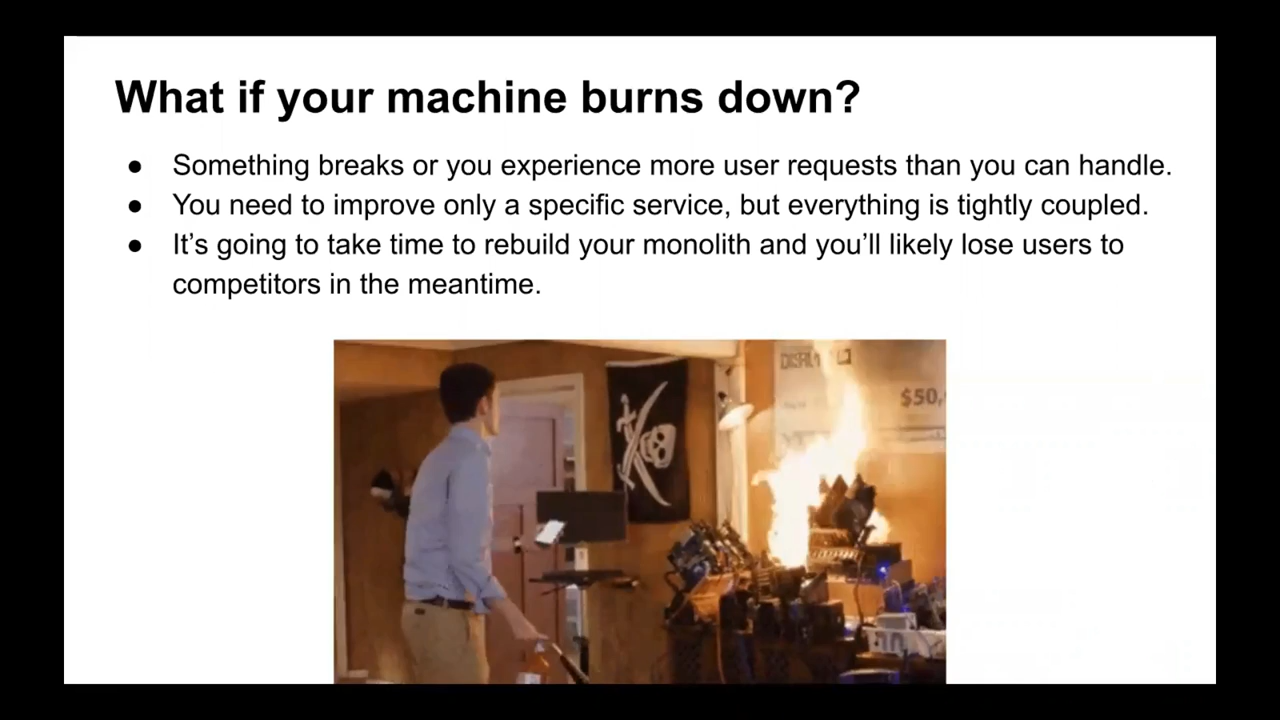 What if your machine burns down?
● Something breaks or you experience more user requests than you can handle.
● You need to improve only a specific service, but everything is tightly coupled.
● It’s going to take time to rebuild your monolith and you’ll likely lose users to
competitors in the meantime.
$50,